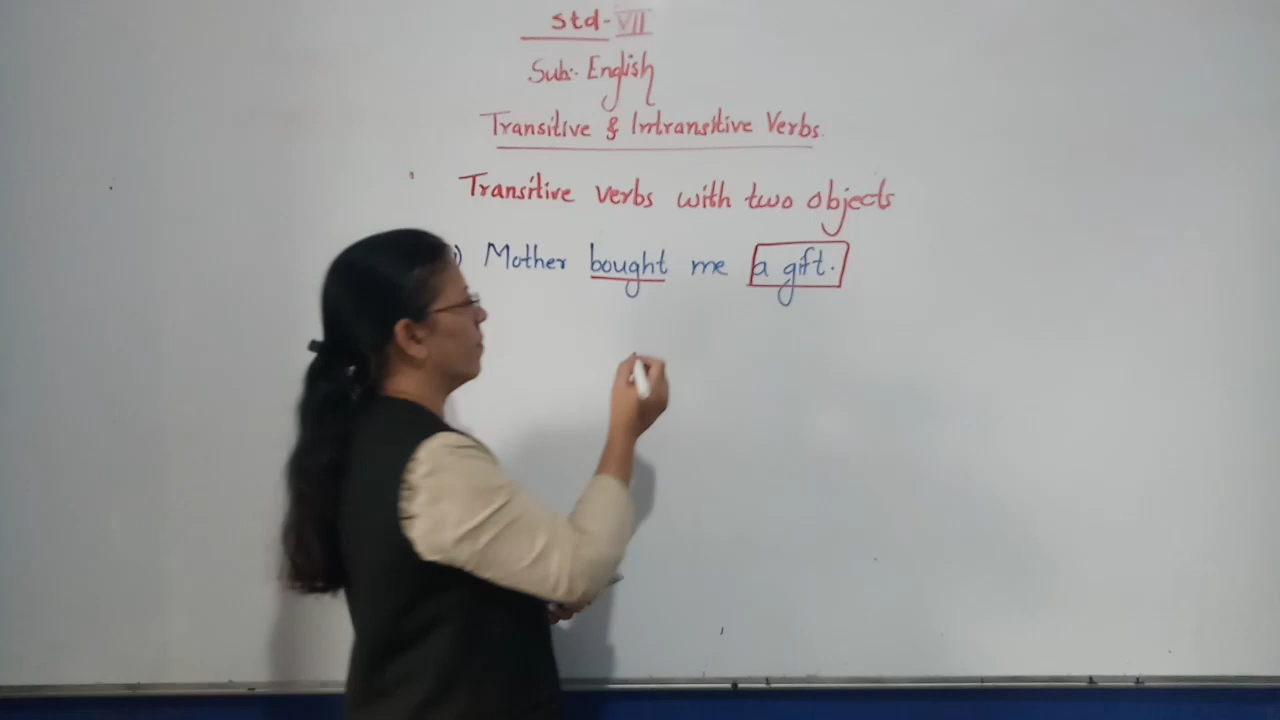 std- VII
Sub:- English
Transitive & Intransitive Verbs.
Transitive verbs with two objects
) Mother bought me a gift.